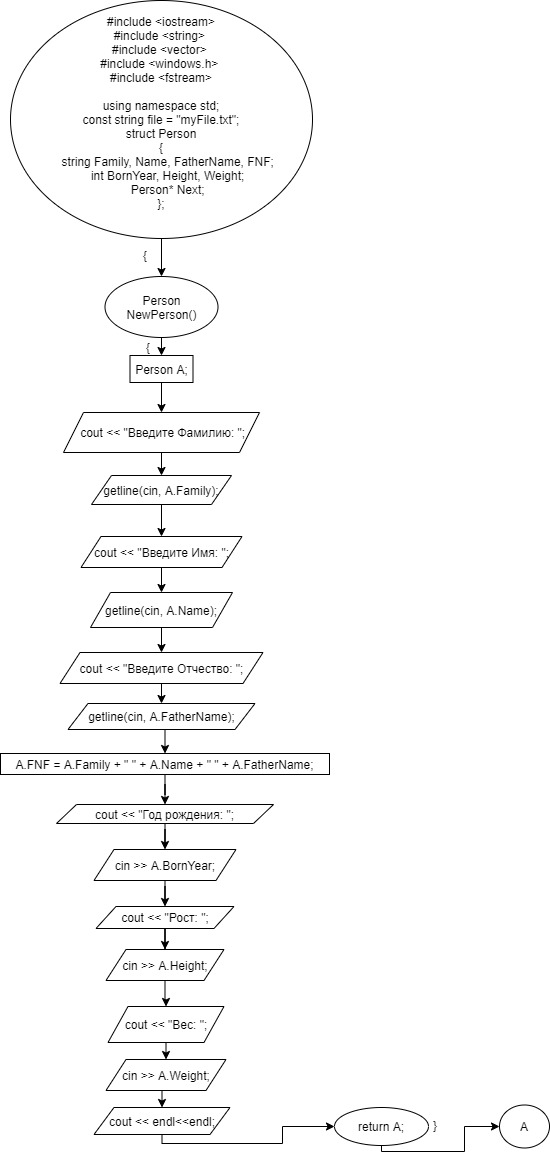 #include <iostream>
#include <string>
#include <vector>
#include <windows.h>
#include <fstream>
using namespace std;
const string file = "myFile.txt";
struct Person
{
string Family, Name, FatherName, FNF;
int BornYear, Height, Weight;
Person* Next;
};
{
Person
NewPerson()
{
Person A;
cout << "Введите Фамилию: ";
getline(cin, A.Family);
cout << "Введите Имя: ";
getline(cin, A.Name);
cout << "Введите Отчество: ";
getline(cin, A.FatherName);
A.FNF = A.Family + " " + A.Name + " " + A.FatherName;
cout << "Год рождения: ";
cin >> A.BornYear;
cout << "Рост: ";
cin >> A.Height;
cout << "Вес: ";
cin >> A.Weight;
cout << endl<<endl;
return A;
}
A